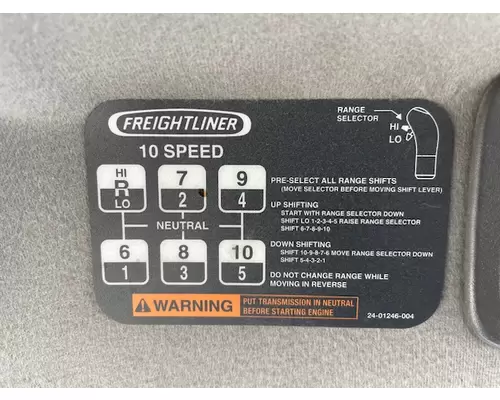 FREIGHTLINER
10 SPEED
RANGE
SELECTOR
HI
LO
HI
R
LO
7
2
9
4
NEUTRAL
6
1
8
3
10
5
PRE-SELECT ALL RANGE SHIFTS
(MOVE SELECTOR BEFORE MOVING SHIFT LEVER)
UP SHIFTING
START WITH RANGE SELECTOR DOWN
SHIFT LO 1-2-3-4-5 RAISE RANGE SELECTOR
SHIFT 6-7-8-9-10
DOWN SHIFTING
SHIFT 10-9-8-7-6 MOVE RANGE SELECTOR DOWN
SHIFT 5-4-3-2-1
DO NOT CHANGE RANGE WHILE
MOVING IN REVERSE
WARNING
PUT TRANSMISSION IN NEUTRAL
BEFORE STARTING ENGINE
24-01246-004